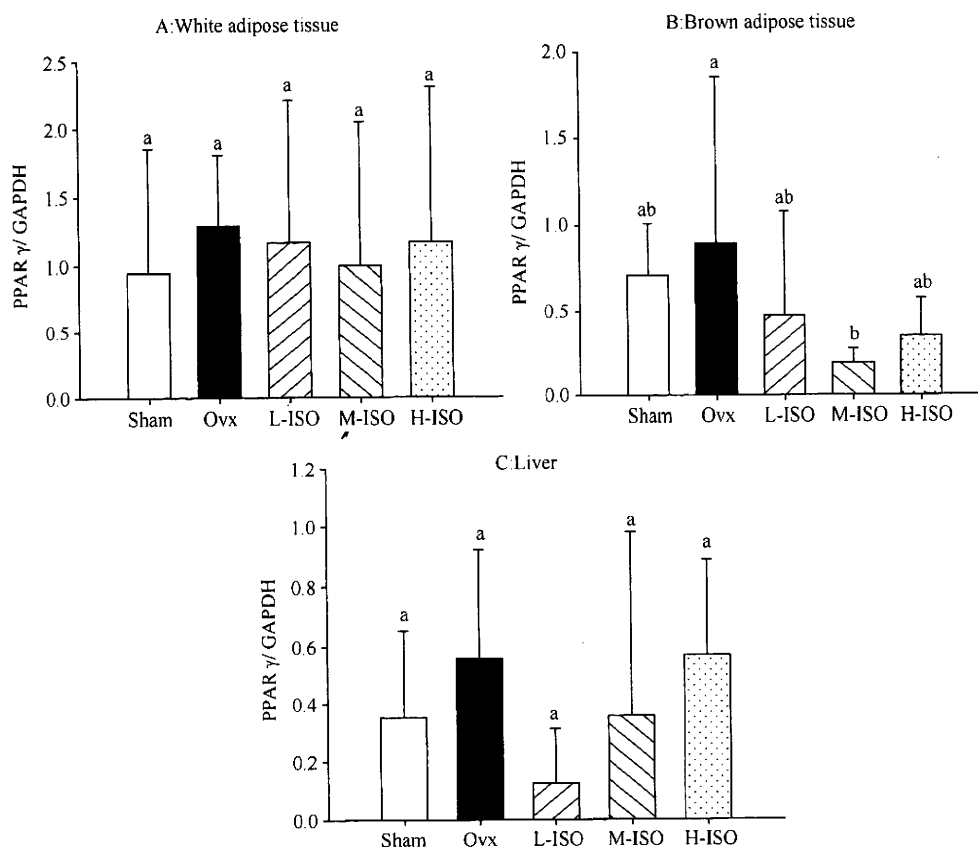 A:White adipose tissue
PPAR γ/ GAPDH
2.5
2.0
1.5
1.0
0.5
0.0
a
a
a
a
a
Sham Ovx L-ISO M-ISO H-ISO
B:Brown adipose tissue
PPAR γ/ GAPDH
2.0
1.5
1.0
0.5
0.0
ab
a
ab
b
ab
Sham Ovx L-ISO M-ISO H-ISO
C:Liver
PPAR γ/ GAPDH
1.2
1.0
0.8
0.6
0.4
0.2
0.0
a
a
a
a
a
Sham Ovx L-ISO M-ISO H-ISO